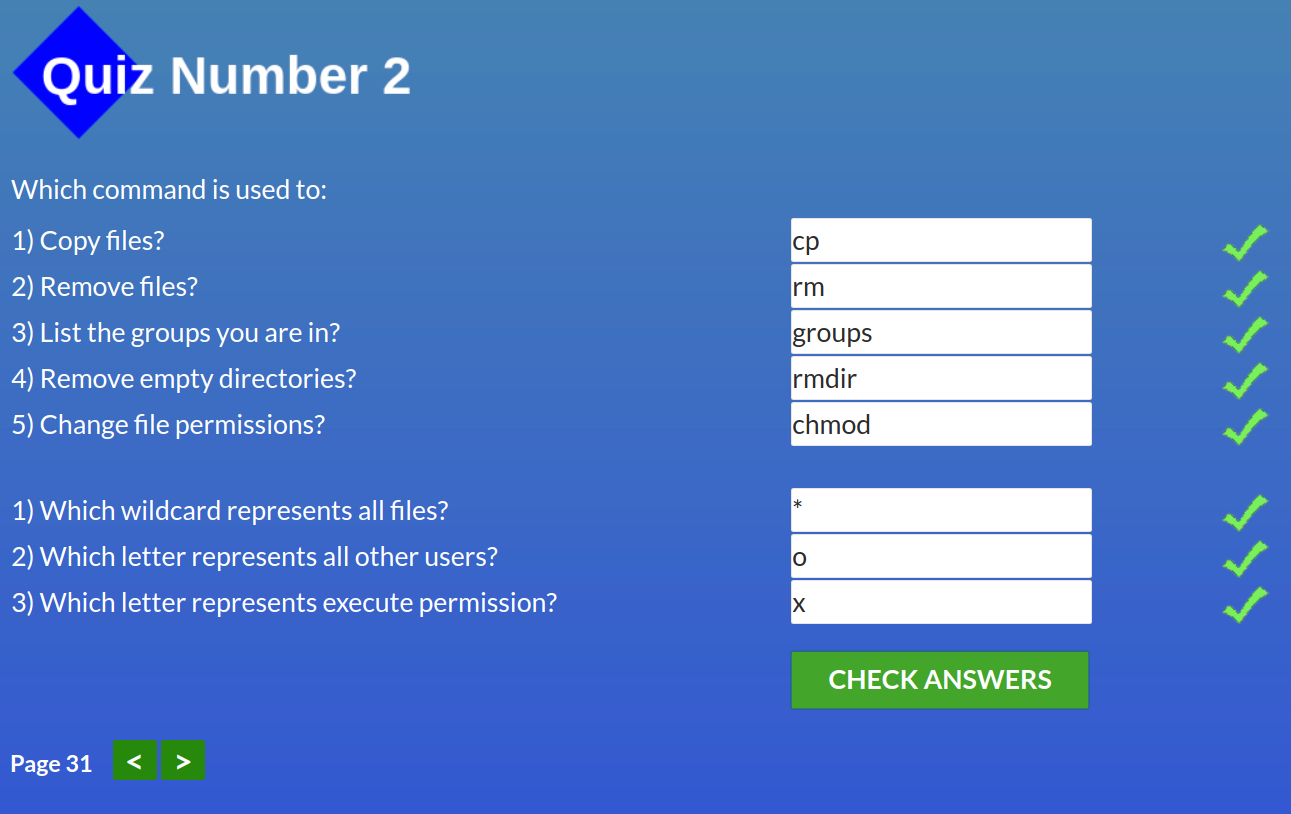 Quiz Number 2
Which command is used to:
1) Copy files? cp
2) Remove files? rm
3) List the groups you are in? groups
4) Remove empty directories? rmdir
5) Change file permissions? chmod
1) Which wildcard represents all files? *
2) Which letter represents all other users? o
3) Which letter represents execute permission? x
CHECK ANSWERS
Page 31 < >